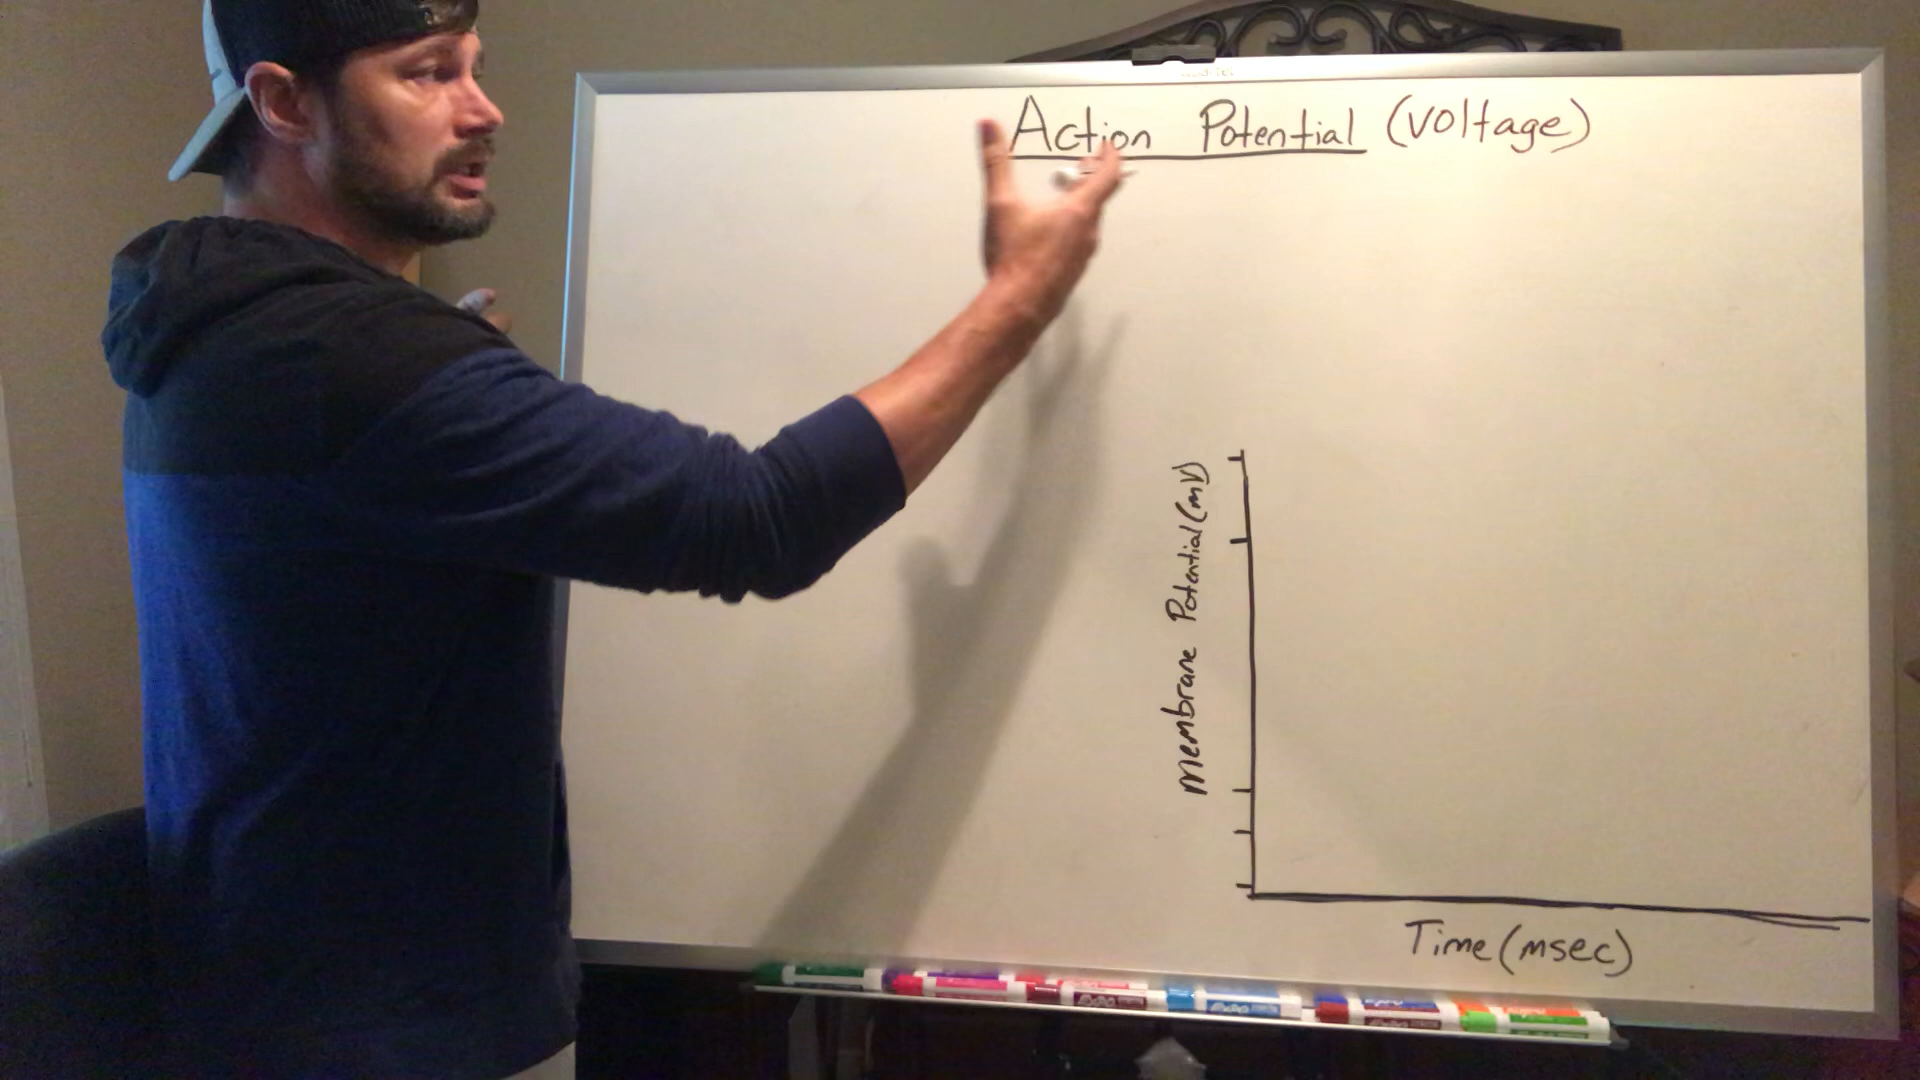 Action Potential (voltage)
membrane Potential (mV)
Time (msec)